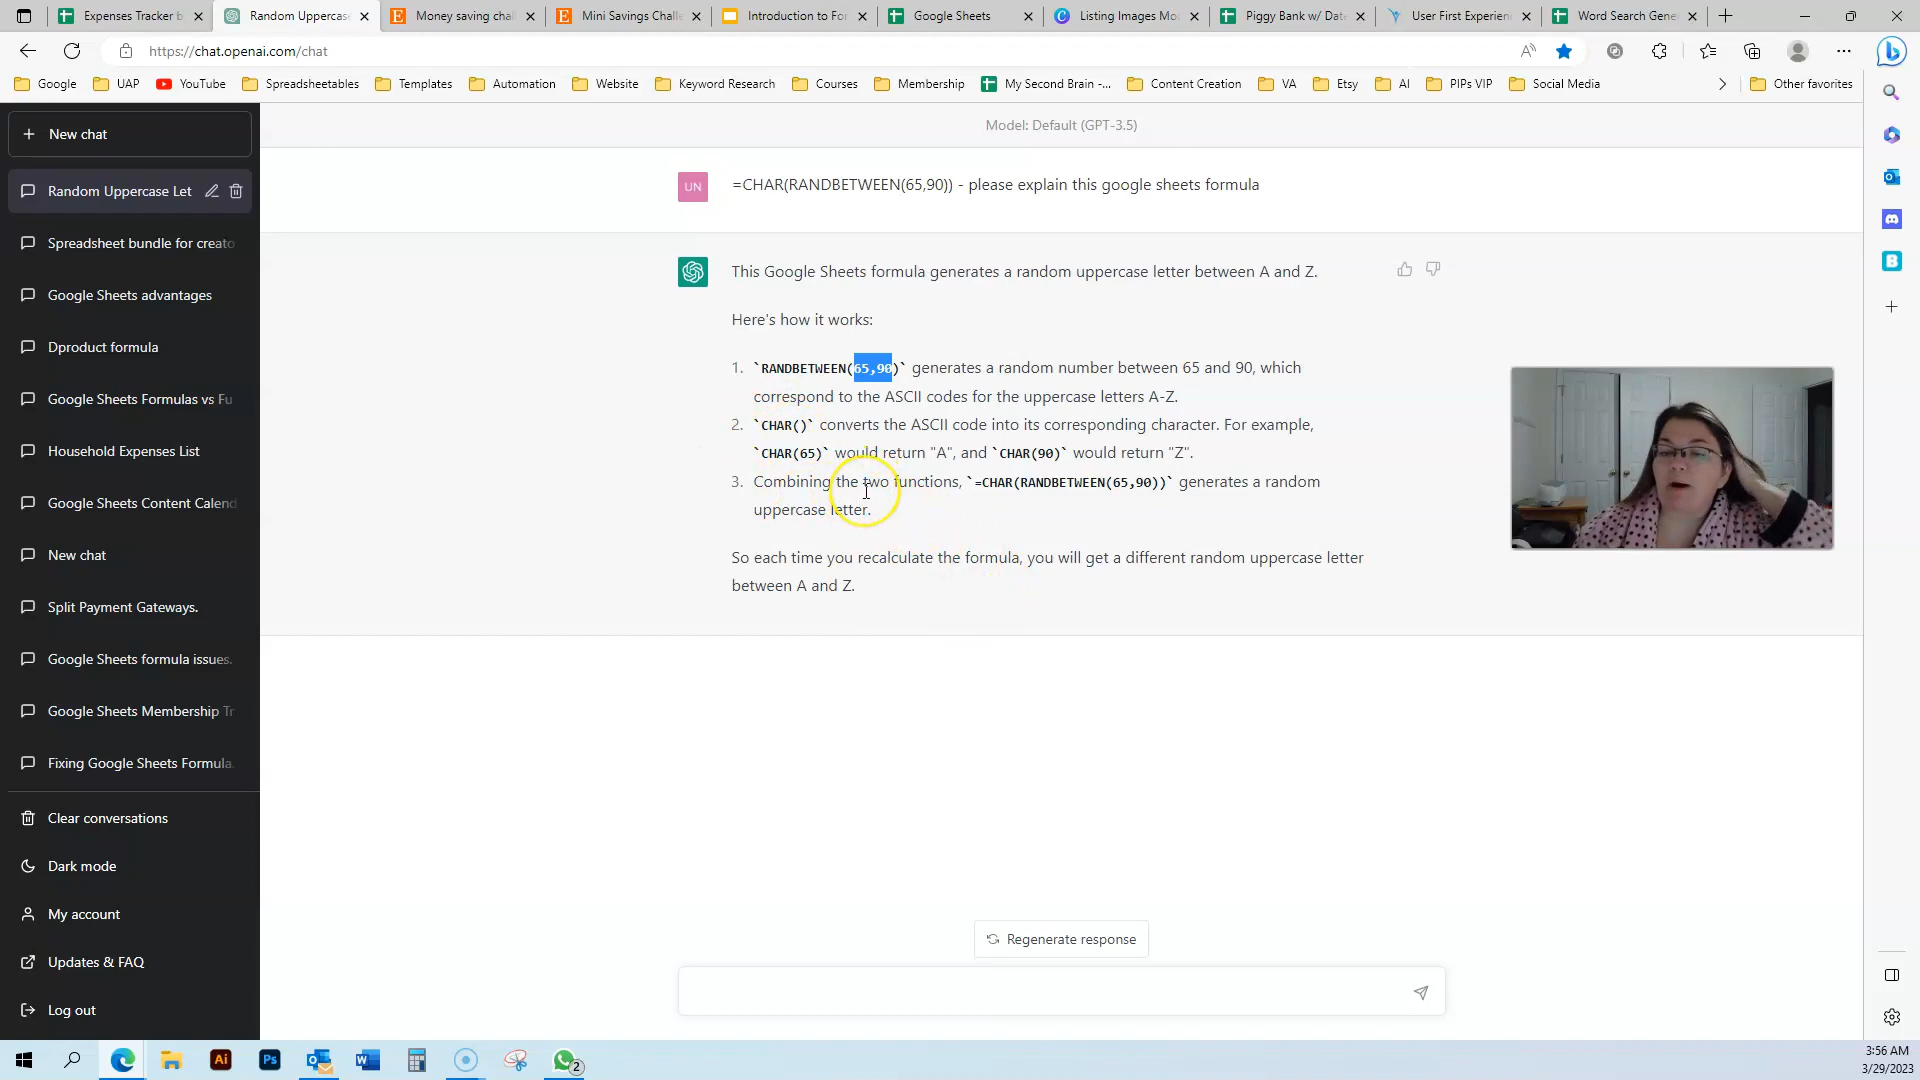 Expenses Tracker b
Random Uppercase
Money saving chal
Mini Savings Challe
Introduction to For
Google Sheets
Listing Images Moc
Piggy Bank w/ Date
User First Experien
Word Search Gene
https://chat.openai.com/chat
Google
UAP
YouTube
Spreadsheetables
Templates
Automation
Website
Keyword Research
Courses
Membership
My Second Brain -...
Content Creation
VA
Etsy
AI
PIPs VIP
Social Media
Other favorites
New chat
Random Uppercase Let
Spreadsheet bundle for creato
Google Sheets advantages
Dproduct formula
Google Sheets Formulas vs Fu
Household Expenses List
Google Sheets Content Calend
New chat
Split Payment Gateways.
Google Sheets formula issues.
Google Sheets Membership Tr
Fixing Google Sheets Formula.
Clear conversations
Dark mode
My account
Updates & FAQ
Log out
Model: Default (GPT-3.5)
UN
=CHAR(RANDBETWEEN(65,90)) - please explain this google sheets formula
This Google Sheets formula generates a random uppercase letter between A and Z.
Here's how it works:
1. `RANDBETWEEN(65,90)` generates a random number between 65 and 90, which
correspond to the ASCII codes for the uppercase letters A-Z.
2. `CHAR()` converts the ASCII code into its corresponding character. For example,
`CHAR(65)` would return "A", and `CHAR(90)` would return "Z".
3. Combining the two functions, `=CHAR(RANDBETWEEN(65,90))` generates a random
uppercase letter.
So each time you recalculate the formula, you will get a different random uppercase letter
between A and Z.
Regenerate response
Ai
Ps
2
3:56 AM
3/29/2023